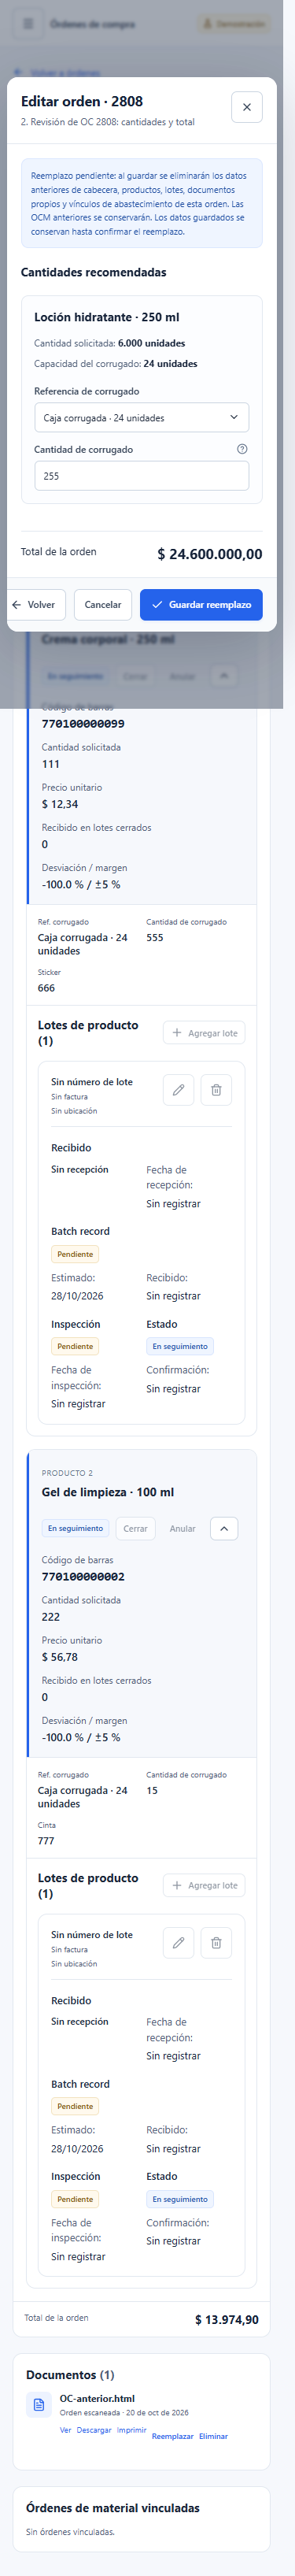 Órdenes de compra
Demostración
Volver a órdenes
Editar orden · 2808
2. Revisión de OC 2808: cantidades y total
Reemplazo pendiente: al guardar se eliminarán los datos
anteriores de cabecera, productos, lotes, documentos
propios y vínculos de abastecimiento de esta orden. Las
OCM anteriores se conservarán. Los datos guardados se
conservan hasta confirmar el reemplazo.
Cantidades recomendadas
Loción hidratante · 250 ml
Cantidad solicitada: 6.000 unidades
Capacidad del corrugado: 24 unidades
Referencia de corrugado
Caja corrugada · 24 unidades
Cantidad de corrugado
255
Total de la orden $ 24.600.000,00
Volver Cancelar Guardar reemplazo
Crema corporal · 250 ml
En seguimiento Cerrar Anular
Código de barras
770100000099
Cantidad solicitada
111
Precio unitario
$ 12,34
Recibido en lotes cerrados
0
Desviación / margen
-100.0 % / ±5 %
Ref. corrugado Cantidad de corrugado
Caja corrugada · 24 555
unidades
Sticker
666
Lotes de producto Agregar lote
(1)
Sin número de lote
Sin factura
Sin ubicación
Recibido
Sin recepción Fecha de
recepción:
Sin registrar
Batch record
Pendiente
Estimado: Recibido:
28/10/2026 Sin registrar
Inspección Estado
Pendiente En seguimiento
Fecha de Confirmación:
inspección: Sin registrar
Sin registrar
PRODUCTO 2
Gel de limpieza · 100 ml
En seguimiento Cerrar Anular
Código de barras
770100000002
Cantidad solicitada
222
Precio unitario
$ 56,78
Recibido en lotes cerrados
0
Desviación / margen
-100.0 % / ±5 %
Ref. corrugado Cantidad de corrugado
Caja corrugada · 24 15
unidades
Cinta
777
Lotes de producto Agregar lote
(1)
Sin número de lote
Sin factura
Sin ubicación
Recibido
Sin recepción Fecha de
recepción:
Sin registrar
Batch record
Pendiente
Estimado: Recibido:
28/10/2026 Sin registrar
Inspección Estado
Pendiente En seguimiento
Fecha de Confirmación:
inspección: Sin registrar
Sin registrar
Total de la orden $ 13.974,90
Documentos (1)
OC-anterior.html
Orden escaneada · 20 de oct de 2026
Ver Descargar Imprimir Reemplazar Eliminar
Órdenes de material vinculadas
Sin órdenes vinculadas.